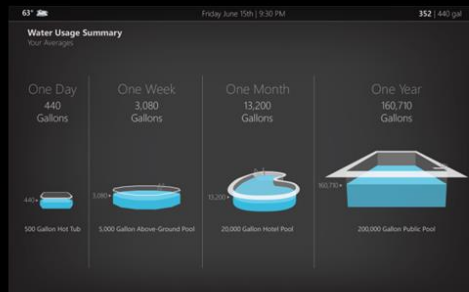 63°
Friday June 15th | 9:30 PM
352 | 440 gal
Water Usage Summary
Your Averages
One Day
440
Gallons
440
500 Gallon Hot Tub
One Week
3,080
Gallons
3,080
5,000 Gallon Above-Ground Pool
One Month
13,200
Gallons
13,200
20,000 Gallon Hotel Pool
One Year
160,710
Gallons
160,710
200,000 Gallon Public Pool